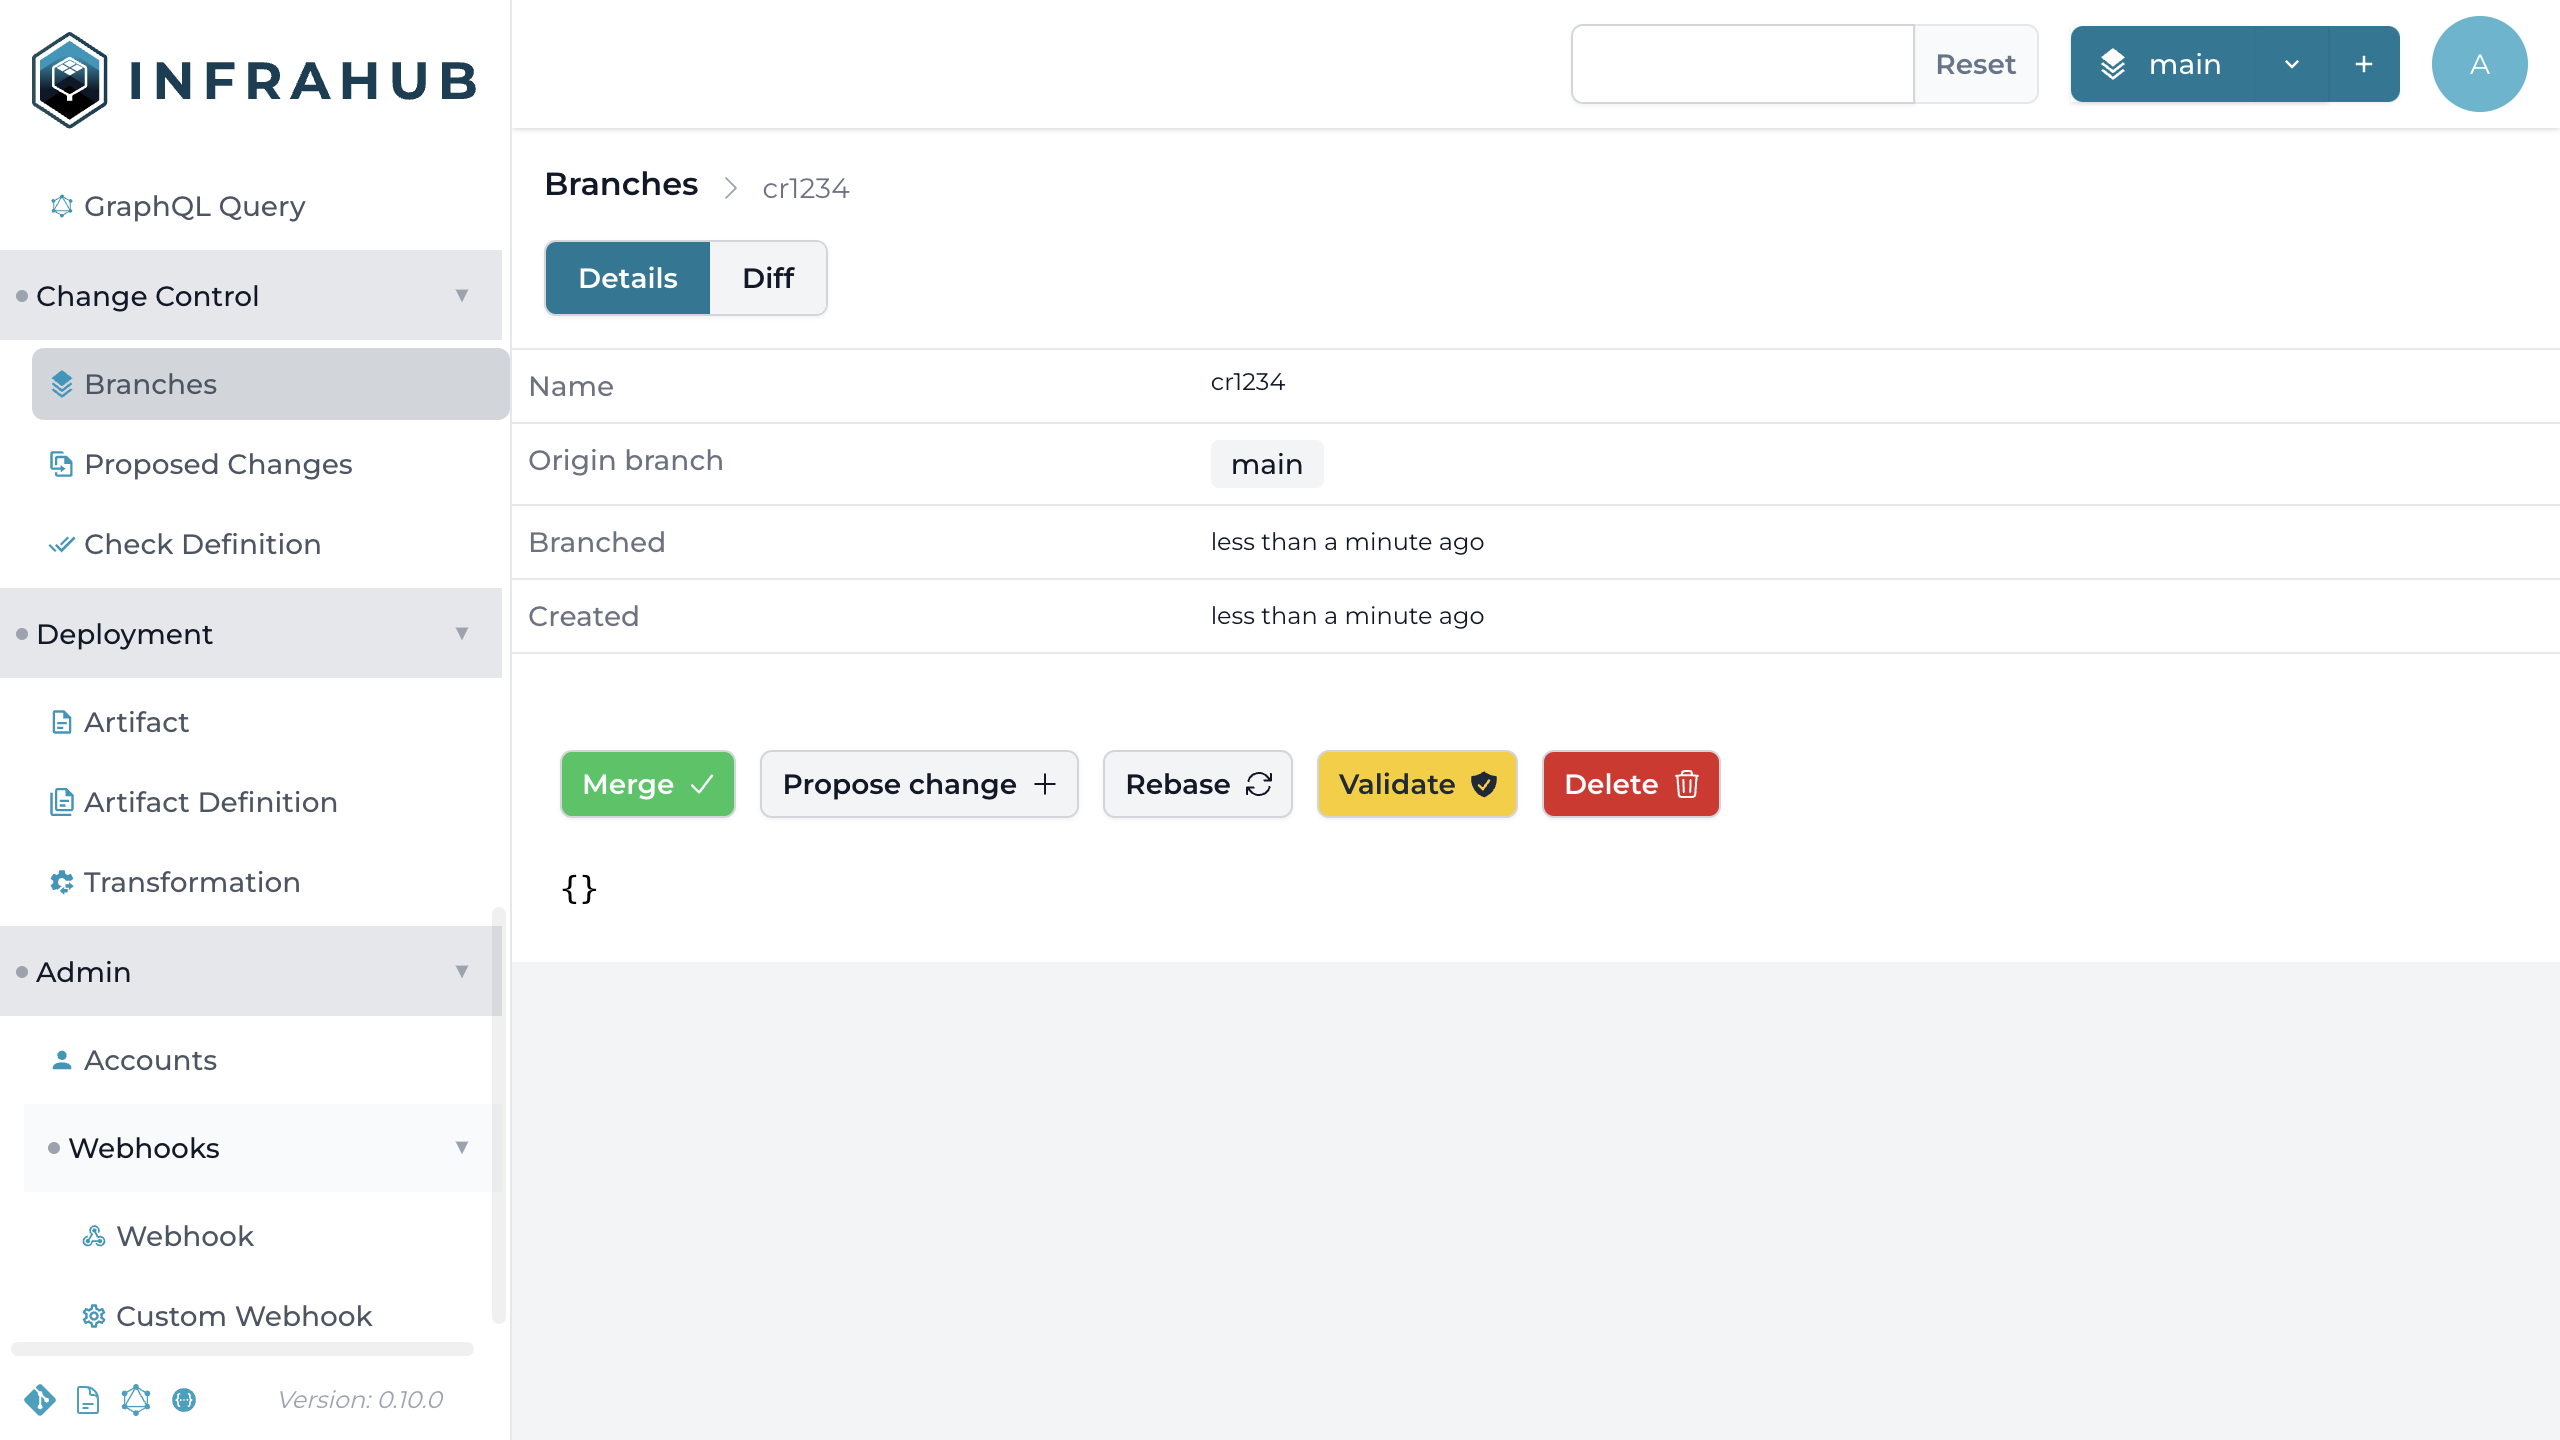 INFRAHUB
GraphQL Query
Change Control
Branches
Proposed Changes
Check Definition
Deployment
Artifact
Artifact Definition
Transformation
Admin
Accounts
Webhooks
Webhook
Custom Webhook
Version: 0.10.0
Reset
main
A
Branches
cr1234
Details
Diff
Name
cr1234
Origin branch
main
Branched
less than a minute ago
Created
less than a minute ago
Merge
Propose change
Rebase
Validate
Delete
{}